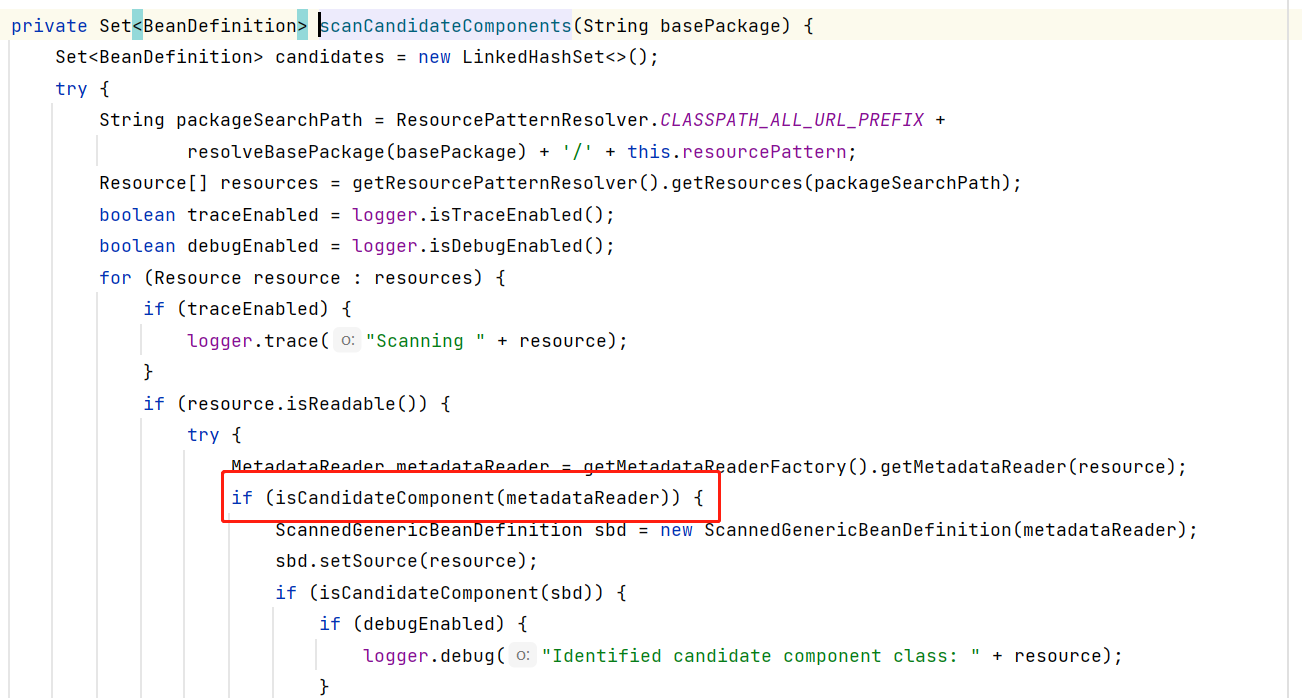 private Set<BeanDefinition> scanCandidateComponents(String basePackage) {
Set<BeanDefinition> candidates = new LinkedHashSet<>();
try {
String packageSearchPath = ResourcePatternResolver.CLASSPATH_ALL_URL_PREFIX +
resolveBasePackage(basePackage) + '/' + this.resourcePattern;
Resource[] resources = getResourcePatternResolver().getResources(packageSearchPath);
boolean traceEnabled = logger.isTraceEnabled();
boolean debugEnabled = logger.isDebugEnabled();
for (Resource resource : resources) {
if (traceEnabled) {
logger.trace( o: "Scanning " + resource);
}
if (resource.isReadable()) {
try {
MetadataReader metadataReader = getMetadataReaderFactory().getMetadataReader(resource);
if (isCandidateComponent(metadataReader)) {
ScannedGenericBeanDefinition sbd = new ScannedGenericBeanDefinition(metadataReader);
sbd.setSource(resource);
if (isCandidateComponent(sbd)) {
if (debugEnabled) {
logger.debug( o: "Identified candidate component class: " + resource);
}